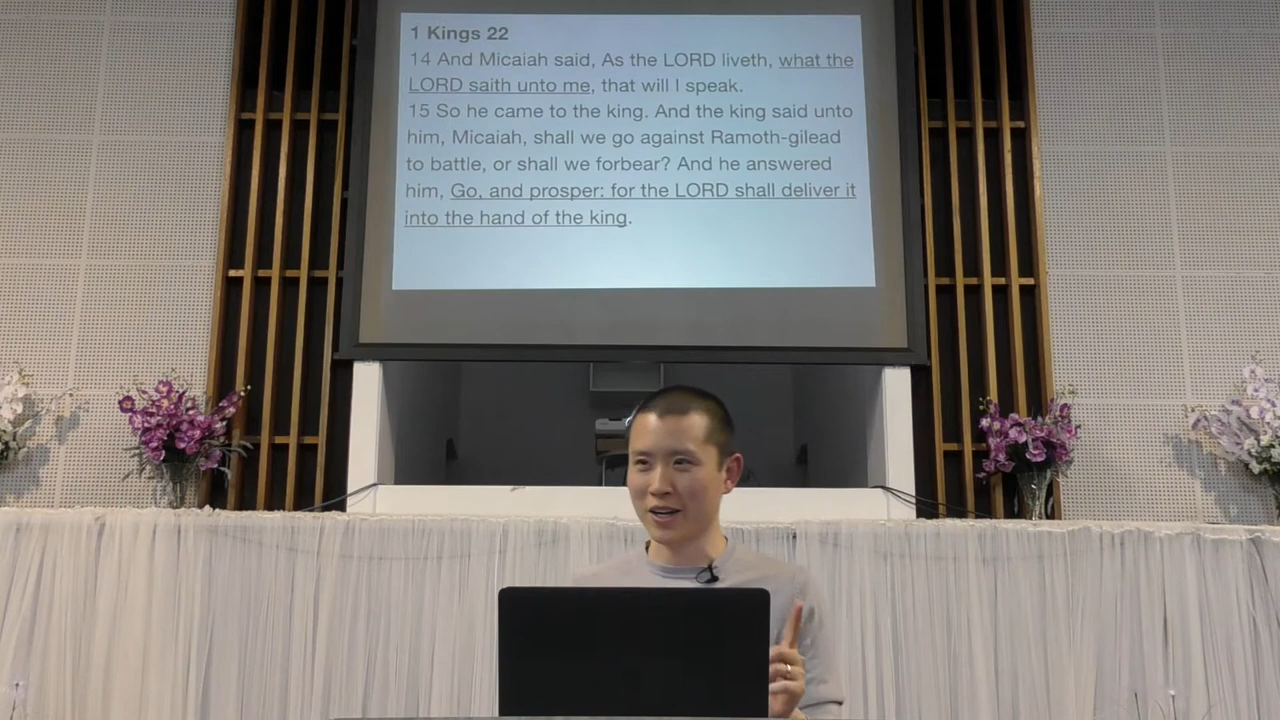 1 Kings 22
14 And Micaiah said, As the LORD liveth, what the
LORD saith unto me, that will I speak.
15 So he came to the king. And the king said unto
him, Micaiah, shall we go against Ramoth-gilead
to battle, or shall we forbear? And he answered
him, Go, and prosper: for the LORD shall deliver it
into the hand of the king.